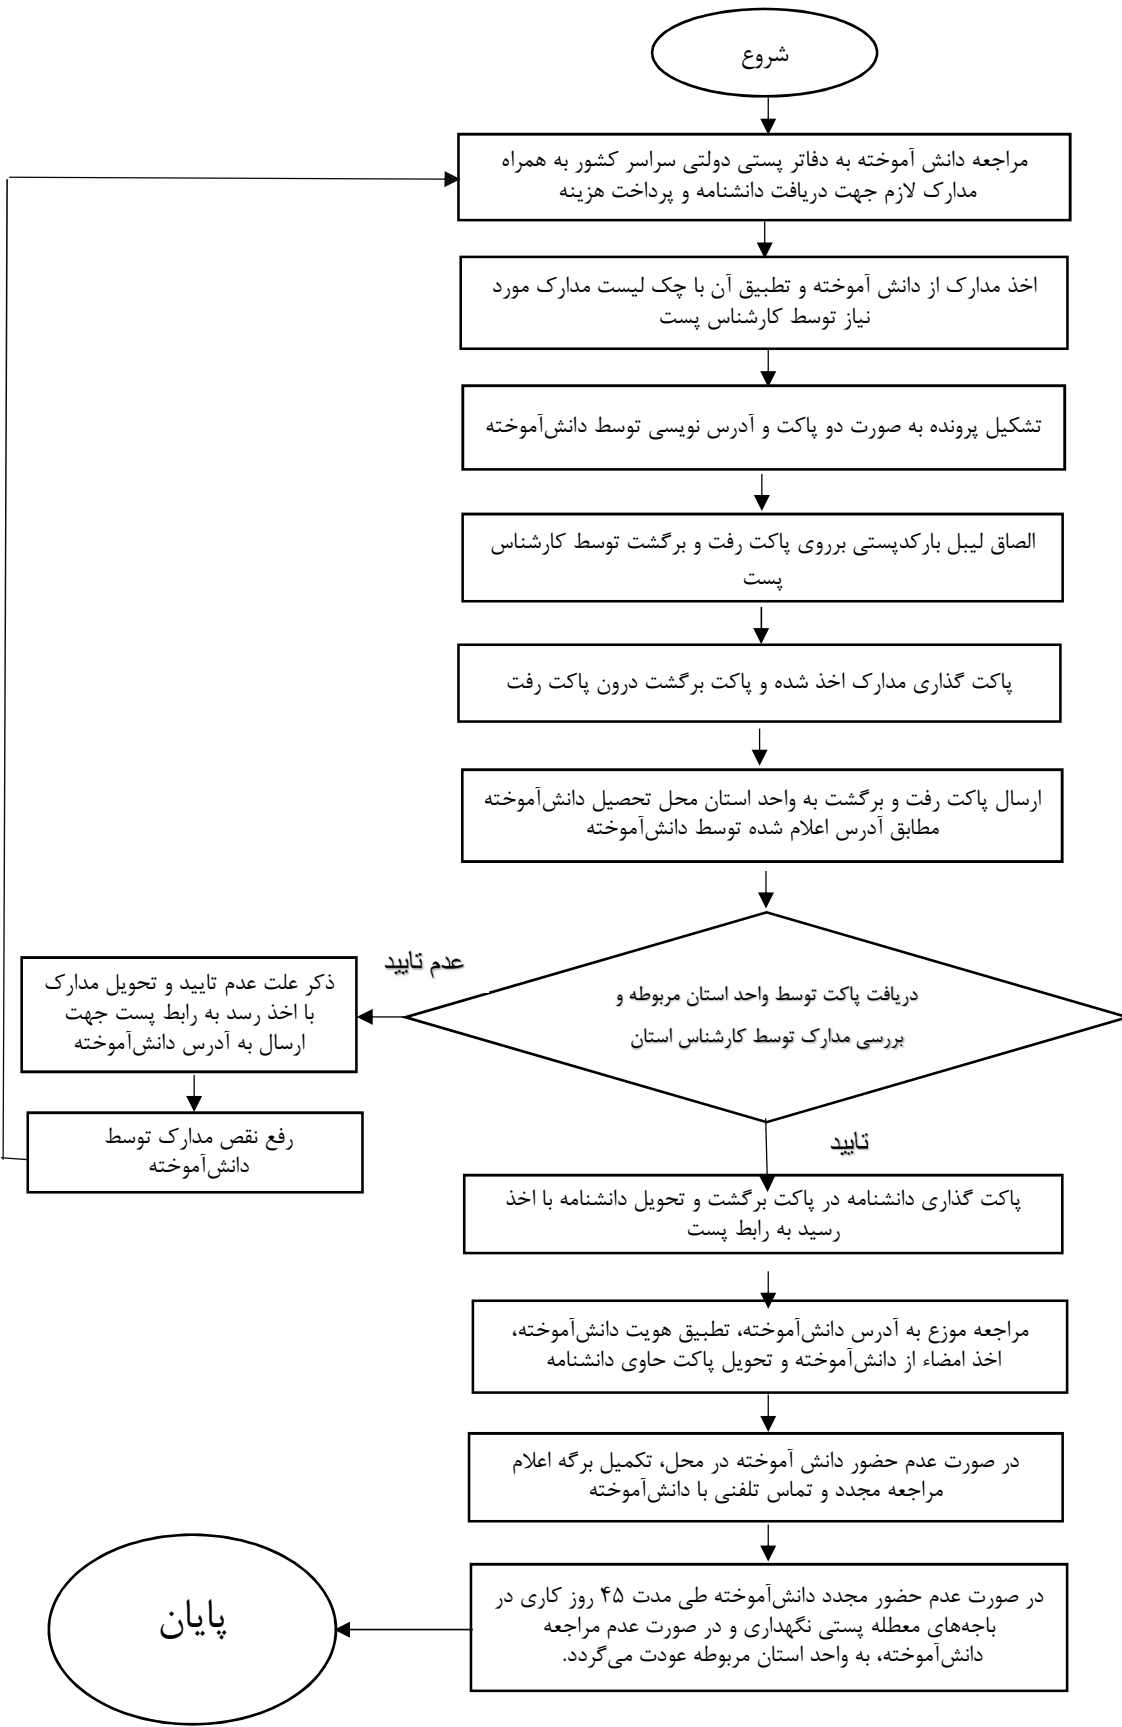 شروع
مراجعه دانش آموخته به دفاتر پستی دولتی سراسر کشور به همراه
مدارک لازم جهت دریافت دانشنامه و پرداخت هزینه
اخذ مدارک از دانش آموخته و تطبیق آن با چک لیست مدارک مورد
نیاز توسط کارشناس پست
تشکیل پرونده به صورت دو پاکت و آدرس نویسی توسط دانش‌آموخته
الصاق لیبل بارکدپستی برروی پاکت رفت و برگشت توسط کارشناس
پست
پاکت گذاری مدارک اخذ شده و پاکت برگشت درون پاکت رفت
ارسال پاکت رفت و برگشت به واحد استان محل تحصیل دانش‌آموخته
مطابق آدرس اعلام شده توسط دانش‌آموخته
دریافت پاکت توسط واحد استان مربوطه و
بررسی مدارک توسط کارشناس استان
عدم تایید
ذکر علت عدم تایید و تحویل مدارک
با اخذ رسد به رابط پست جهت
ارسال به آدرس دانش‌آموخته
رفع نقص مدارک توسط
دانش‌آموخته
تایید
پاکت گذاری دانشنامه در پاکت برگشت و تحویل دانشنامه با اخذ
رسید به رابط پست
مراجعه موزع به آدرس دانش‌آموخته، تطبیق هویت دانش‌آموخته،
اخذ امضاء از دانش‌آموخته و تحویل پاکت حاوی دانشنامه
در صورت عدم حضور دانش آموخته در محل، تکمیل برگه اعلام
مراجعه مجدد و تماس تلفنی با دانش‌آموخته
در صورت عدم حضور مجدد دانش‌آموخته طی مدت ۴۵ روز کاری در
باجه‌های معطله پستی نگهداری و در صورت عدم مراجعه
دانش‌آموخته، به واحد استان مربوطه عودت می‌گردد.
پایان